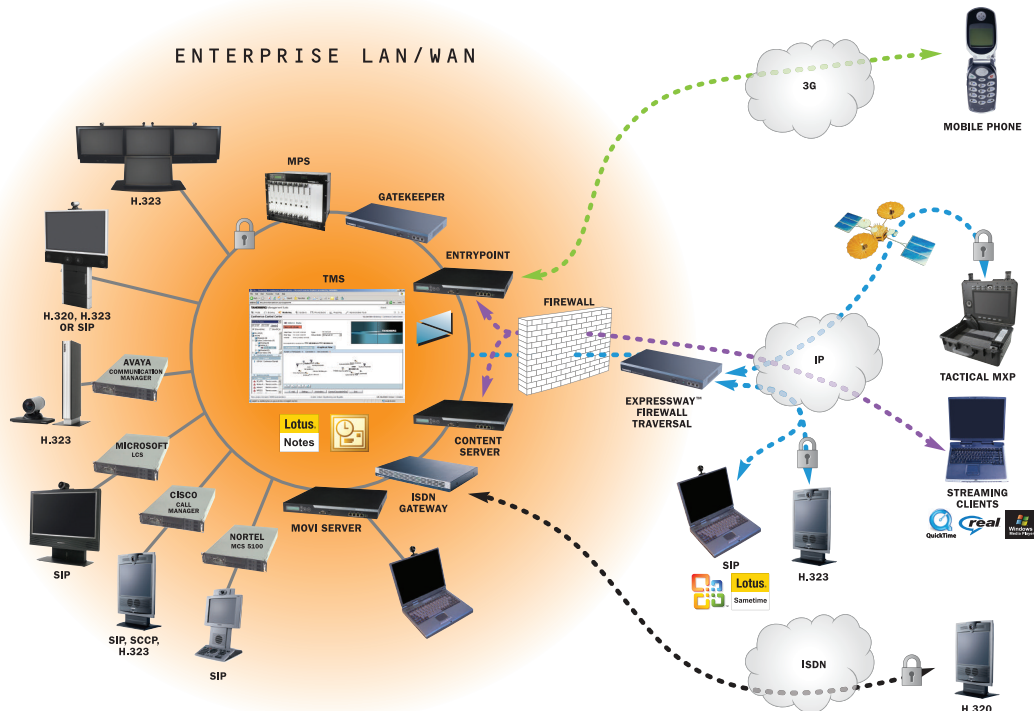 ENTERPRISE LAN/WAN
3G
MOBILE PHONE
H.323
MPS
GATEKEEPER
ENTRYPOINT
TMS
FIREWALL
H.320, H.323
OR SIP
AVAYA
COMMUNICATION
MANAGER
IP
TACTICAL MXP
EXPRESSWAY™
FIREWALL
TRAVERSAL
H.323
Lotus.
Notes
CONTENT
SERVER
MICROSOFT
LCS
ISDN
GATEWAY
STREAMING
CLIENTS
QuickTime
real
Windows
Media Player
CISCO
CALL
MANAGER
MOVI SERVER
NORTEL
MCS 5100
SIP
SIP
H.323
Lotus.
Sametime
SIP, SCCP,
H.323
SIP
ISDN
H.320